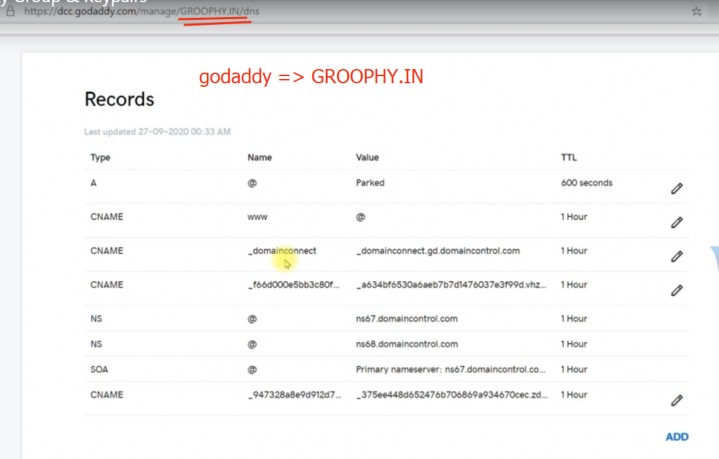 y Group & Keypairs
https://dcc.godaddy.com/manage/GROOPHY.IN/dns
godaddy => GROOPHY.IN
Records
Last updated 27-09-2020 00:33 AM
Type Name Value TTL
A @ Parked 600 seconds
CNAME www @ 1 Hour
CNAME _domainconnect _domainconnect.gd.domaincontrol.com 1 Hour
CNAME _f66d000e5bb3c80f... _a634bf6530a6aeb7b7d1476037e3f99d.vhz... 1 Hour
NS @ ns67.domaincontrol.com 1 Hour
NS @ ns68.domaincontrol.com 1 Hour
SOA @ Primary nameserver: ns67.domaincontrol.co... 1 Hour
CNAME _947328a8e9d912d7... _375ee448d652476b706869a934670cec.zd... 1 Hour
ADD